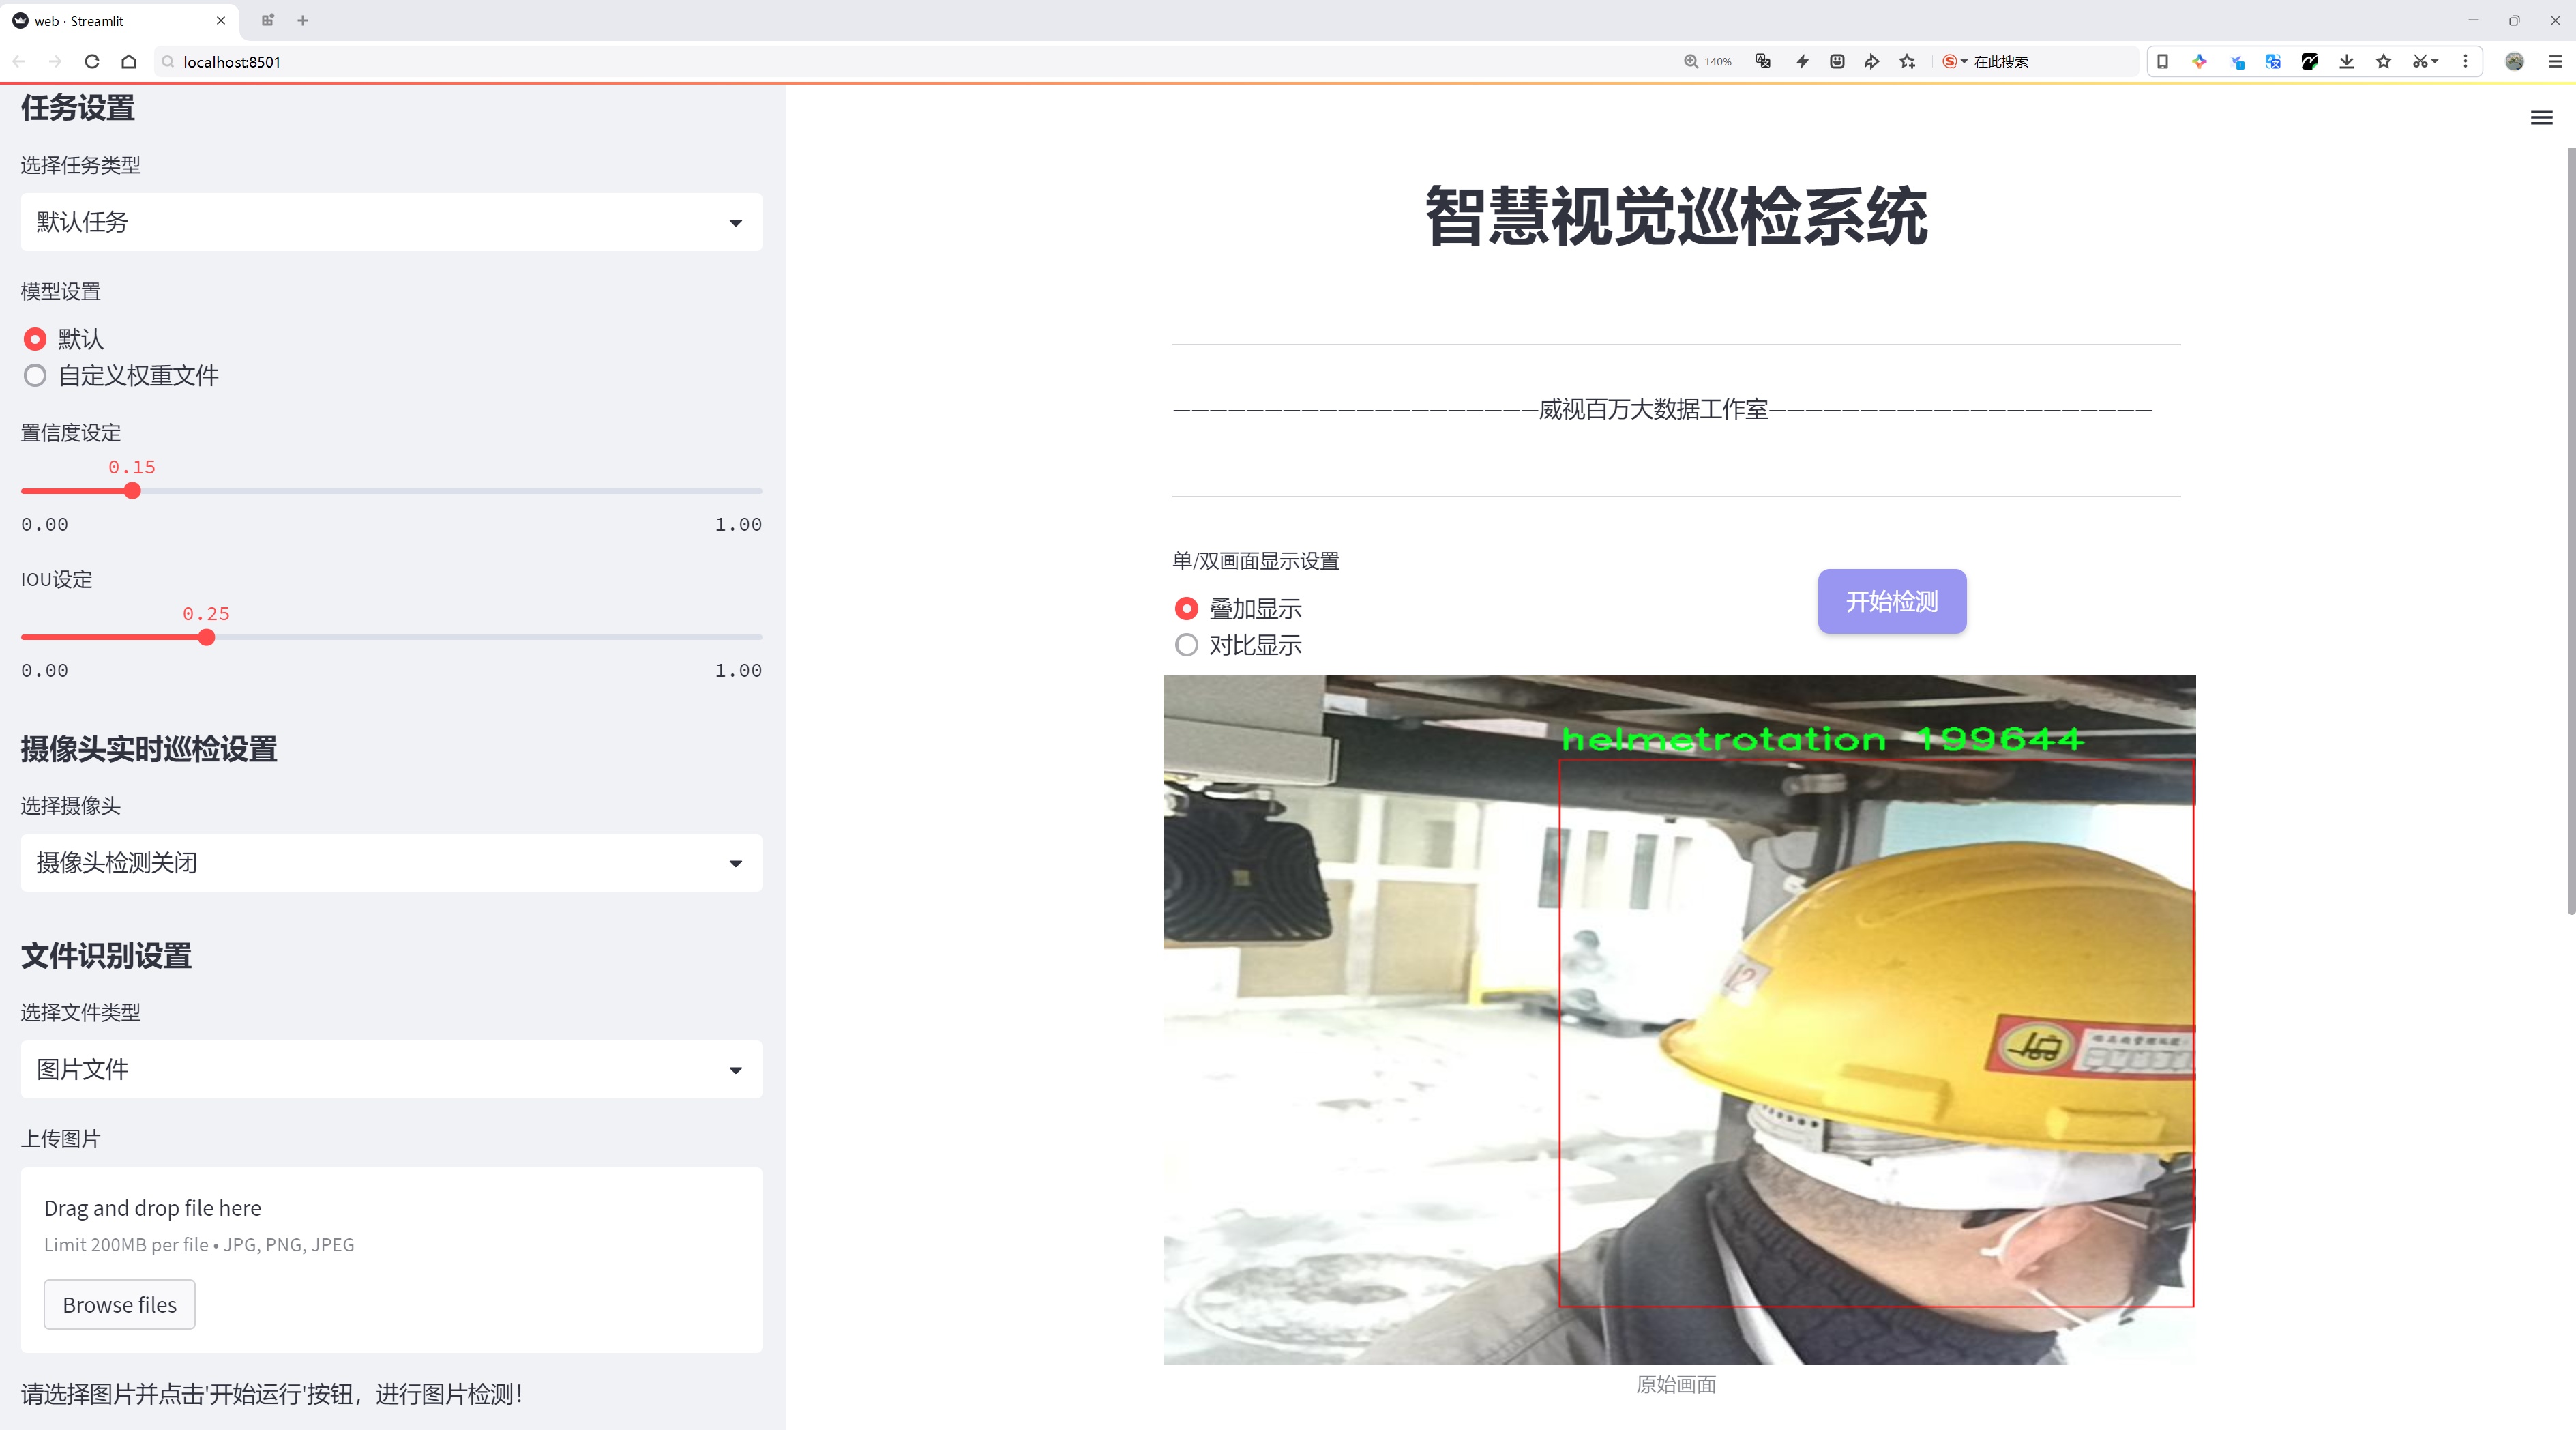 web · Streamlit
localhost:8501
140%
在此搜索
任务设置
选择任务类型
默认任务
模型设置
默认
自定义权重文件
置信度设定
0.15
0.00
1.00
IOU设定
0.25
0.00
1.00
摄像头实时巡检设置
选择摄像头
摄像头检测关闭
文件识别设置
选择文件类型
图片文件
上传图片
Drag and drop file here
Limit 200MB per file • JPG, PNG, JPEG
Browse files
请选择图片并点击'开始运行'按钮，进行图片检测！
智慧视觉巡检系统
————————————————————威视百万大数据工作室—————————————————————
单/双画面显示设置
叠加显示
对比显示
开始检测
helmetrotation 199644
12
原始画面